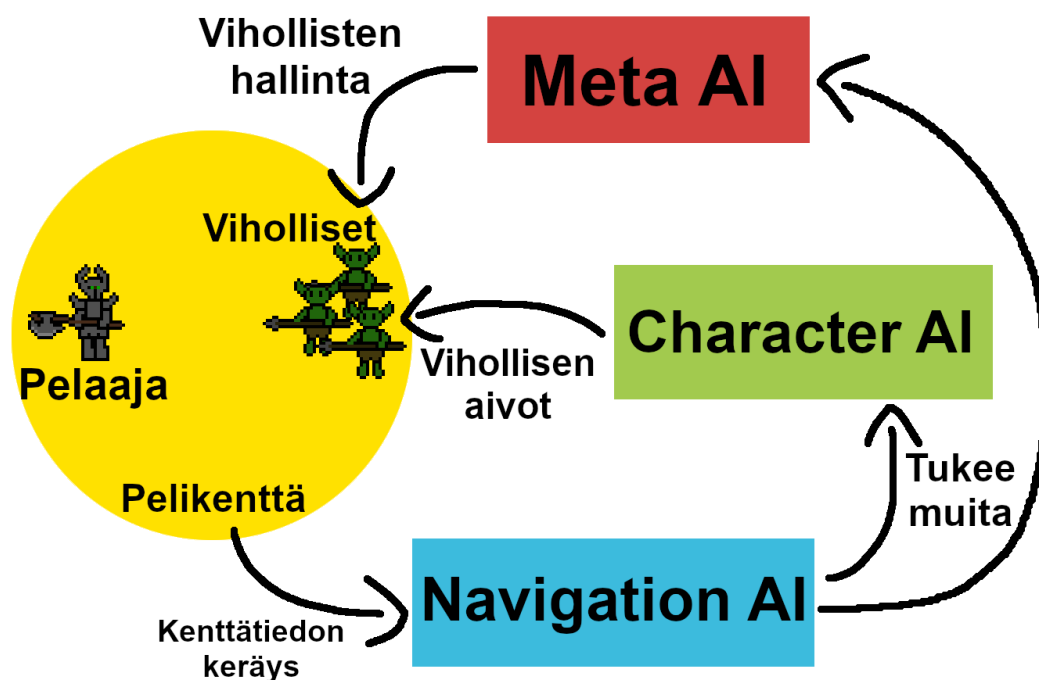 Vihollisten
hallinta
Meta AI
Viholliset
Character AI
Vihollisen
aivot
Pelaaja
Tukee
muita
Pelikenttä
Navigation AI
Kenttätiedon
keräys